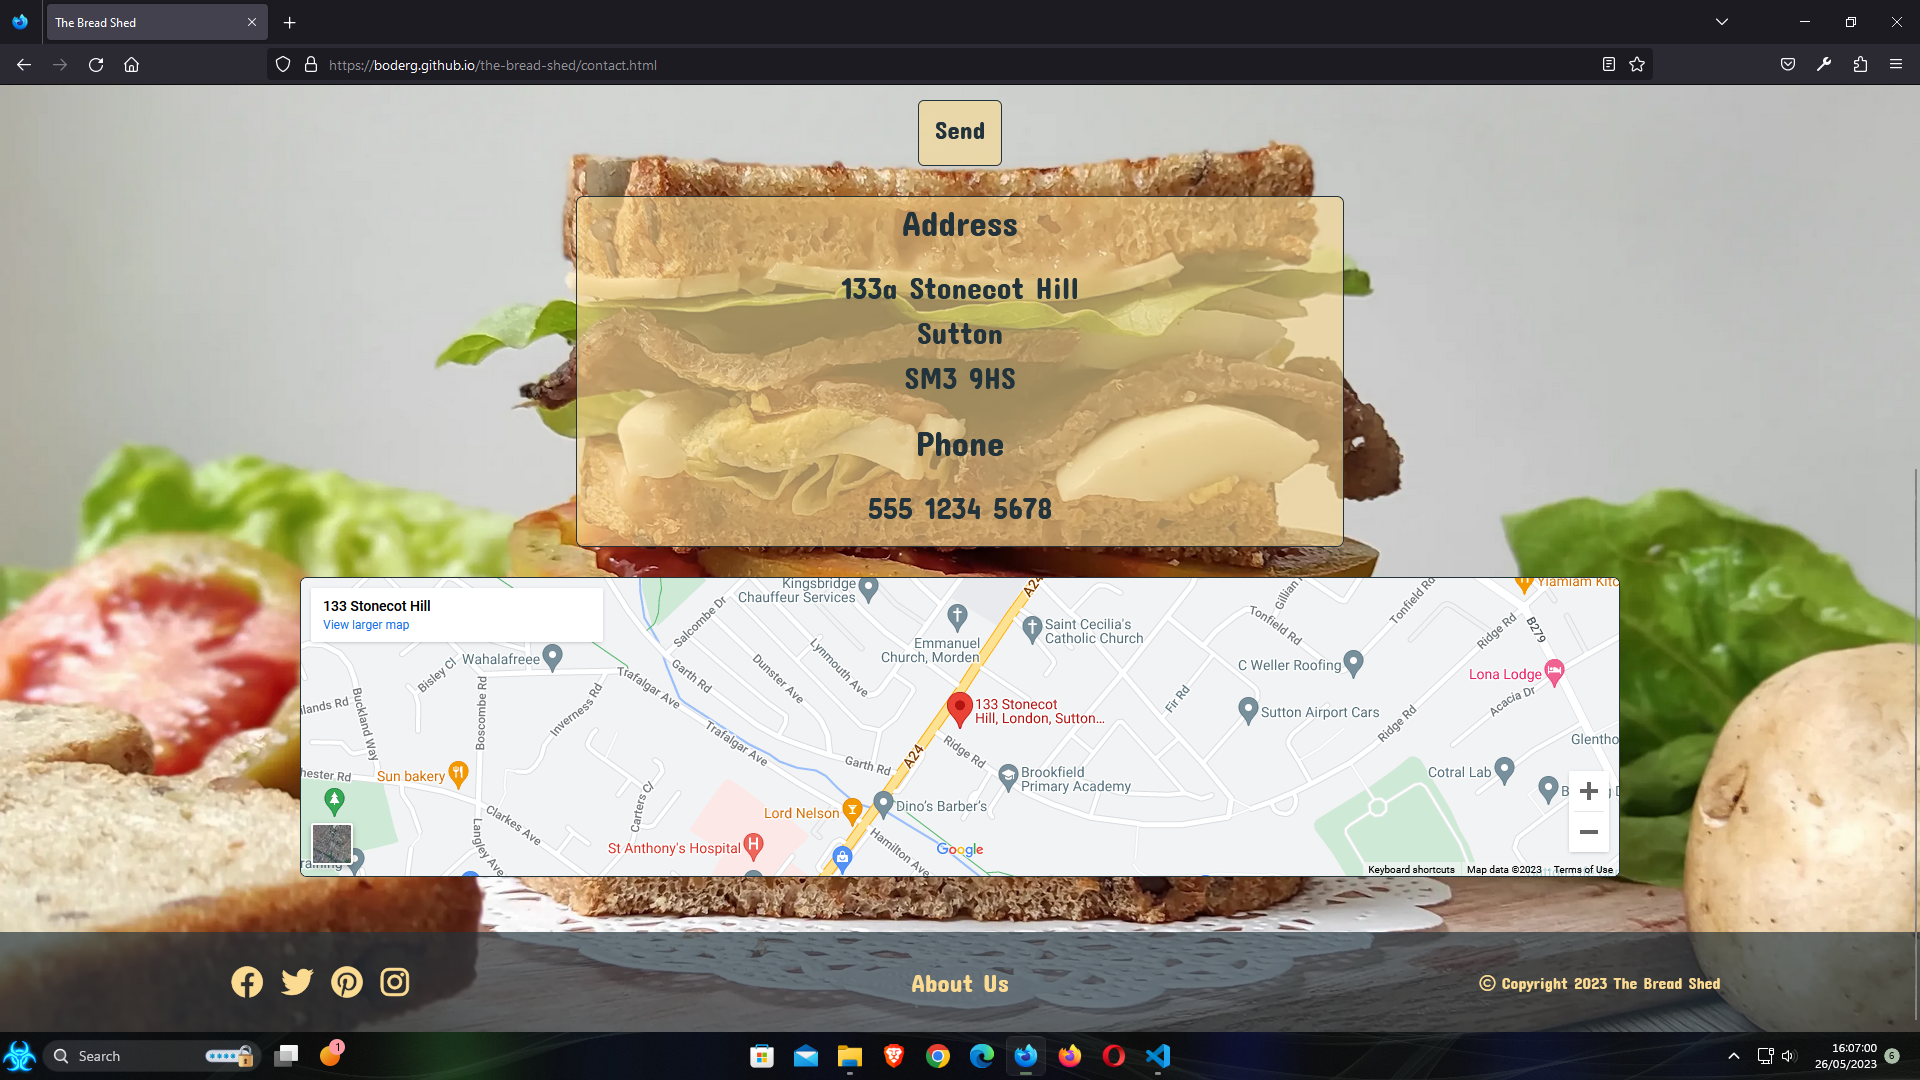 The Bread Shed
https://boderg.github.io/the-bread-shed/contact.html
Send
Address
133a Stonecot Hill
Sutton
SM3 9HS
Phone
555 1234 5678
133 Stonecot Hill
View larger map
Kingsbridge
Chauffeur Services
A24
Salcombe Dr
Emmanuel
Church, Morden
Saint Cecilia's
Catholic Church
Gillian
Tonfield Rd
Tonfield Rd
Ridge Rd
B279
Wahalafreee
Bisley Cl
Buckland Way
Boscombe Rd
Inverness Rd
Trafalgar Ave
Garth Rd
Dunster Ave
Lynmouth Ave
C Weller Roofing
Lona Lodge
Acacia Dr
Fir Rd
133 Stonecot
Hill, London, Sutton...
Sutton Airport Cars
Ridge Rd
Trafalgar Ave
Garth Rd
A24
Ridge Rd
Sun bakery
Carters Cl
Clarkes Ave
Langley Ave
Lord Nelson
Dino's Barber's
Brookfield
Primary Academy
Cotral Lab
St Anthony's Hospital
Hamilton Ave
Google
Keyboard shortcuts
Map data ©2023
Terms of Use
About Us
© Copyright 2023 The Bread Shed
Search
1
16:07:00
26/05/2023
6